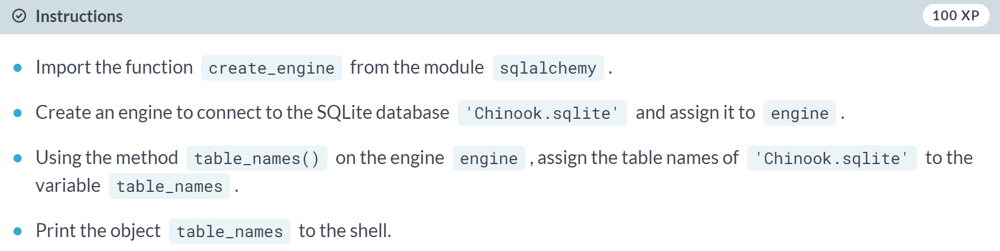 Instructions 100 XP
Import the function create_engine from the module sqlalchemy .
Create an engine to connect to the SQLite database 'Chinook.sqlite' and assign it to engine .
Using the method table_names() on the engine engine , assign the table names of 'Chinook.sqlite' to the
variable table_names .
Print the object table_names to the shell.